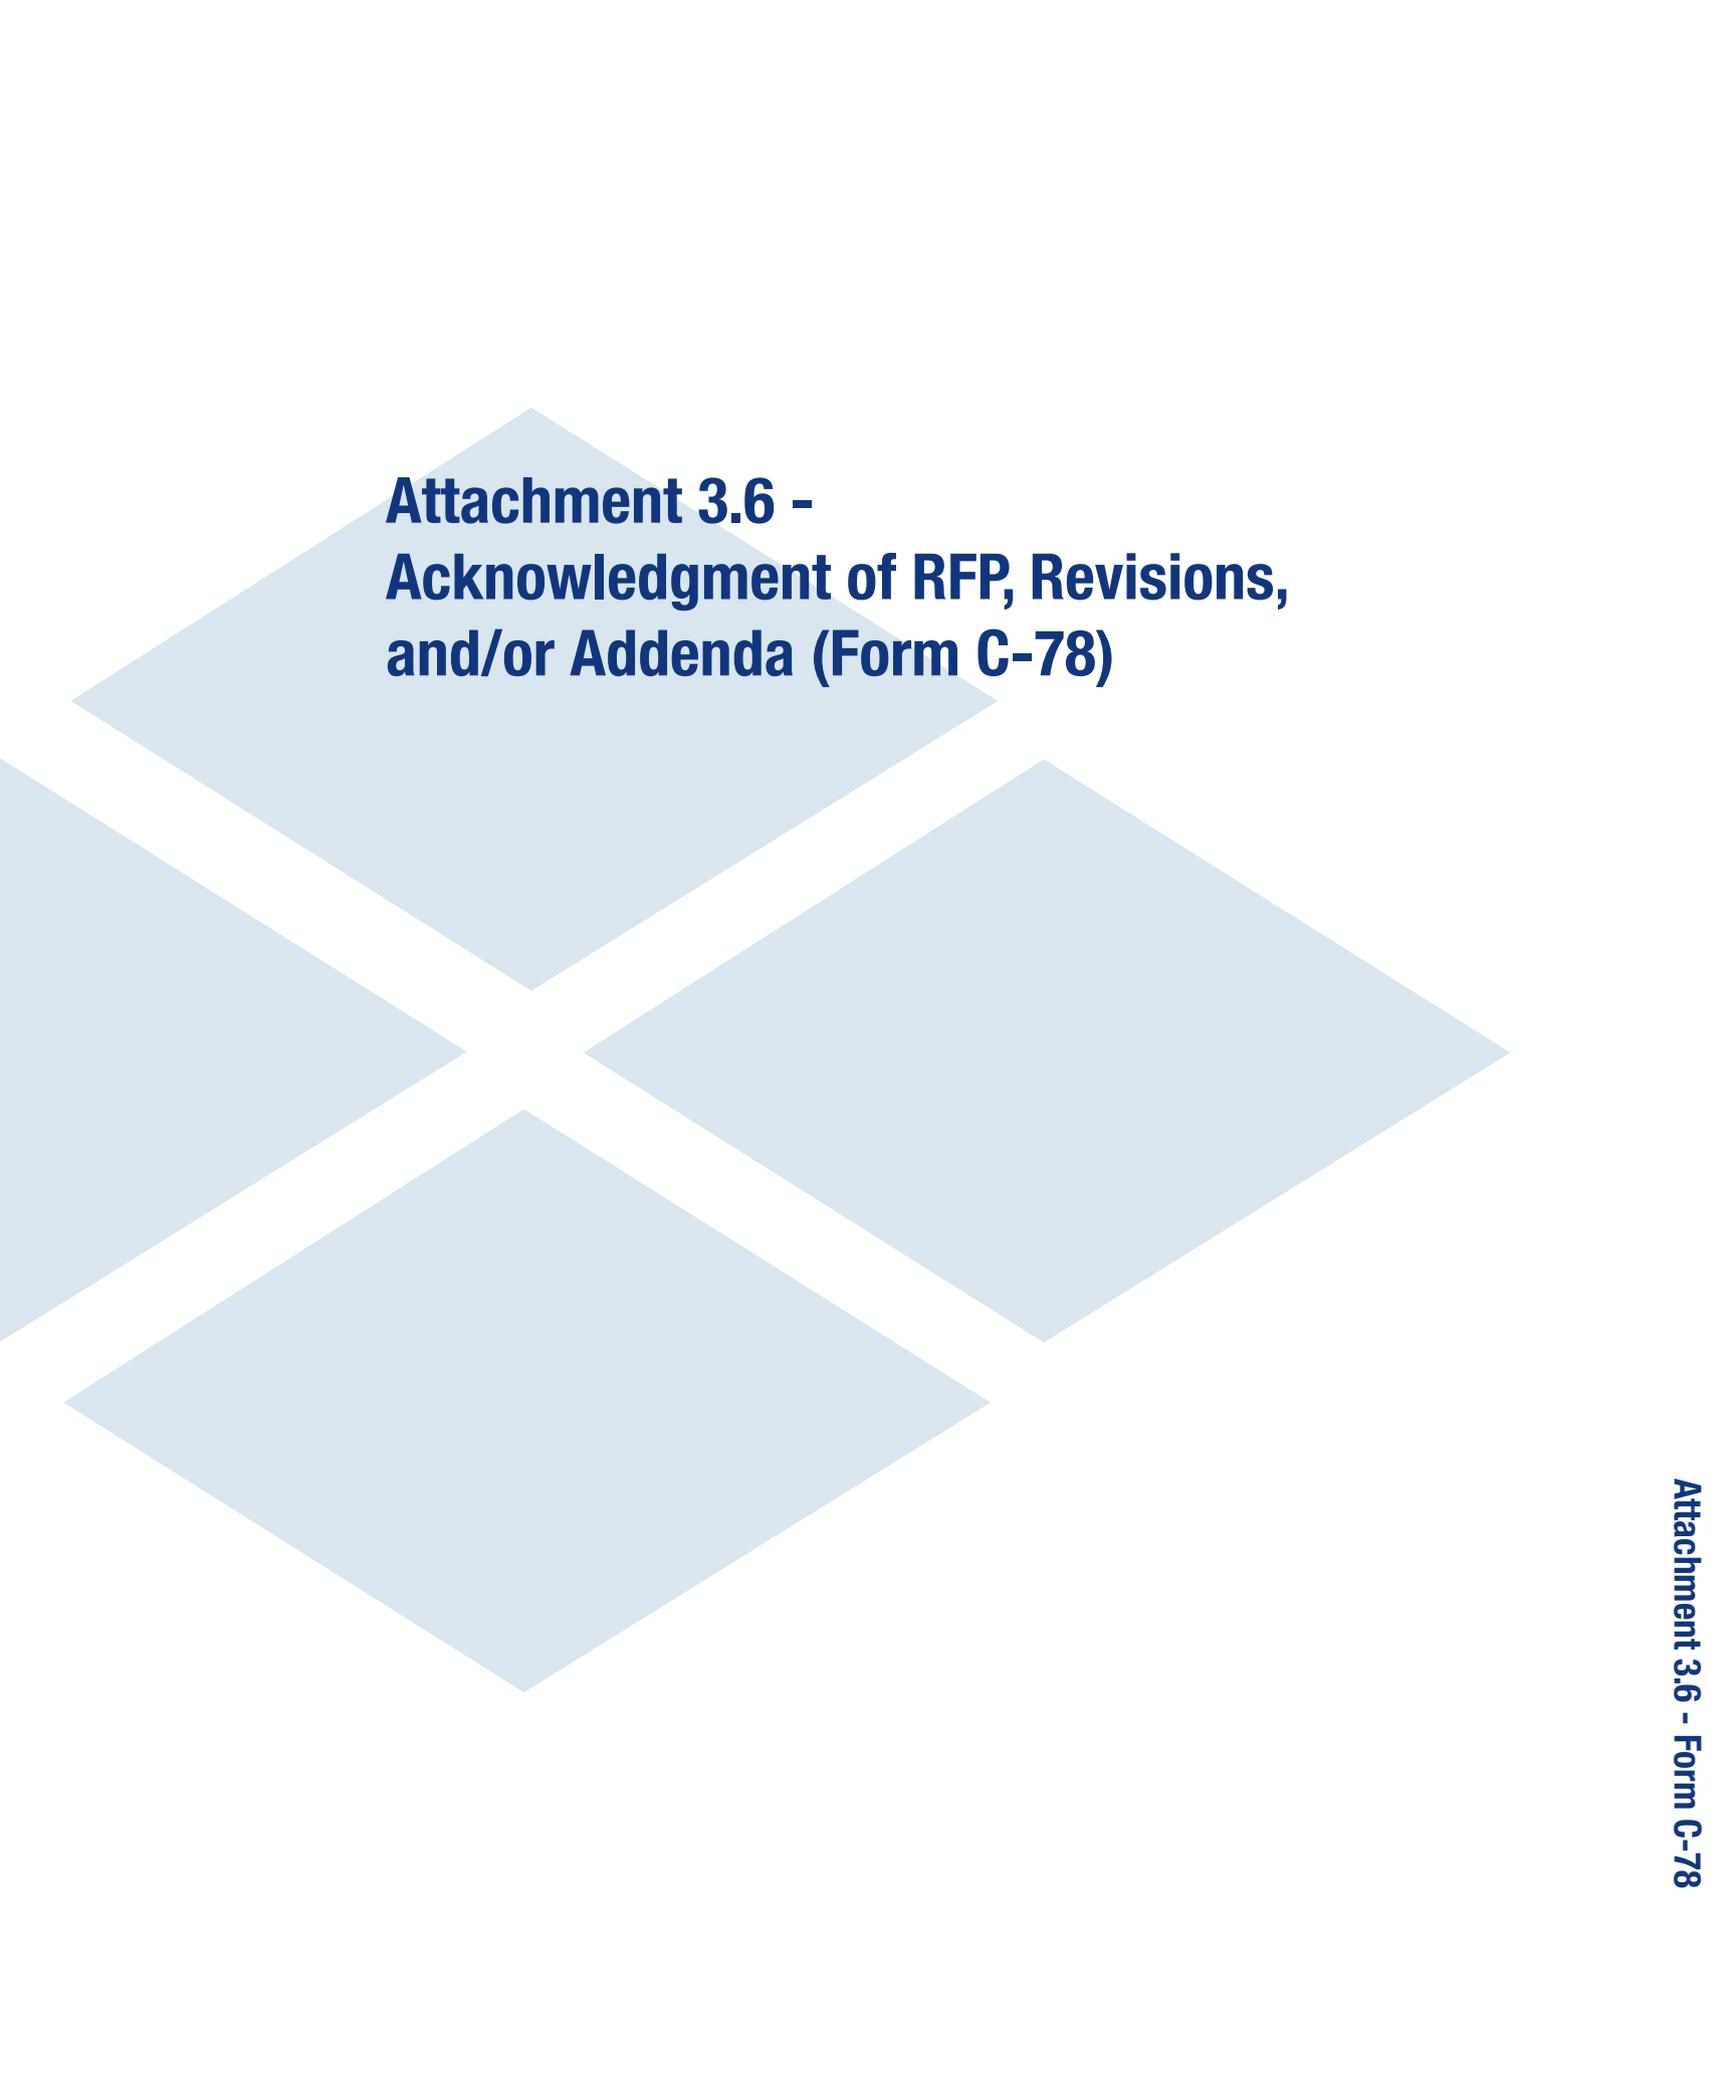 Attachment 3.6 -
Acknowledgment of RFP, Revisions,
and/or Addenda (Form C-78)
Attachment 3.6 - Form C-78